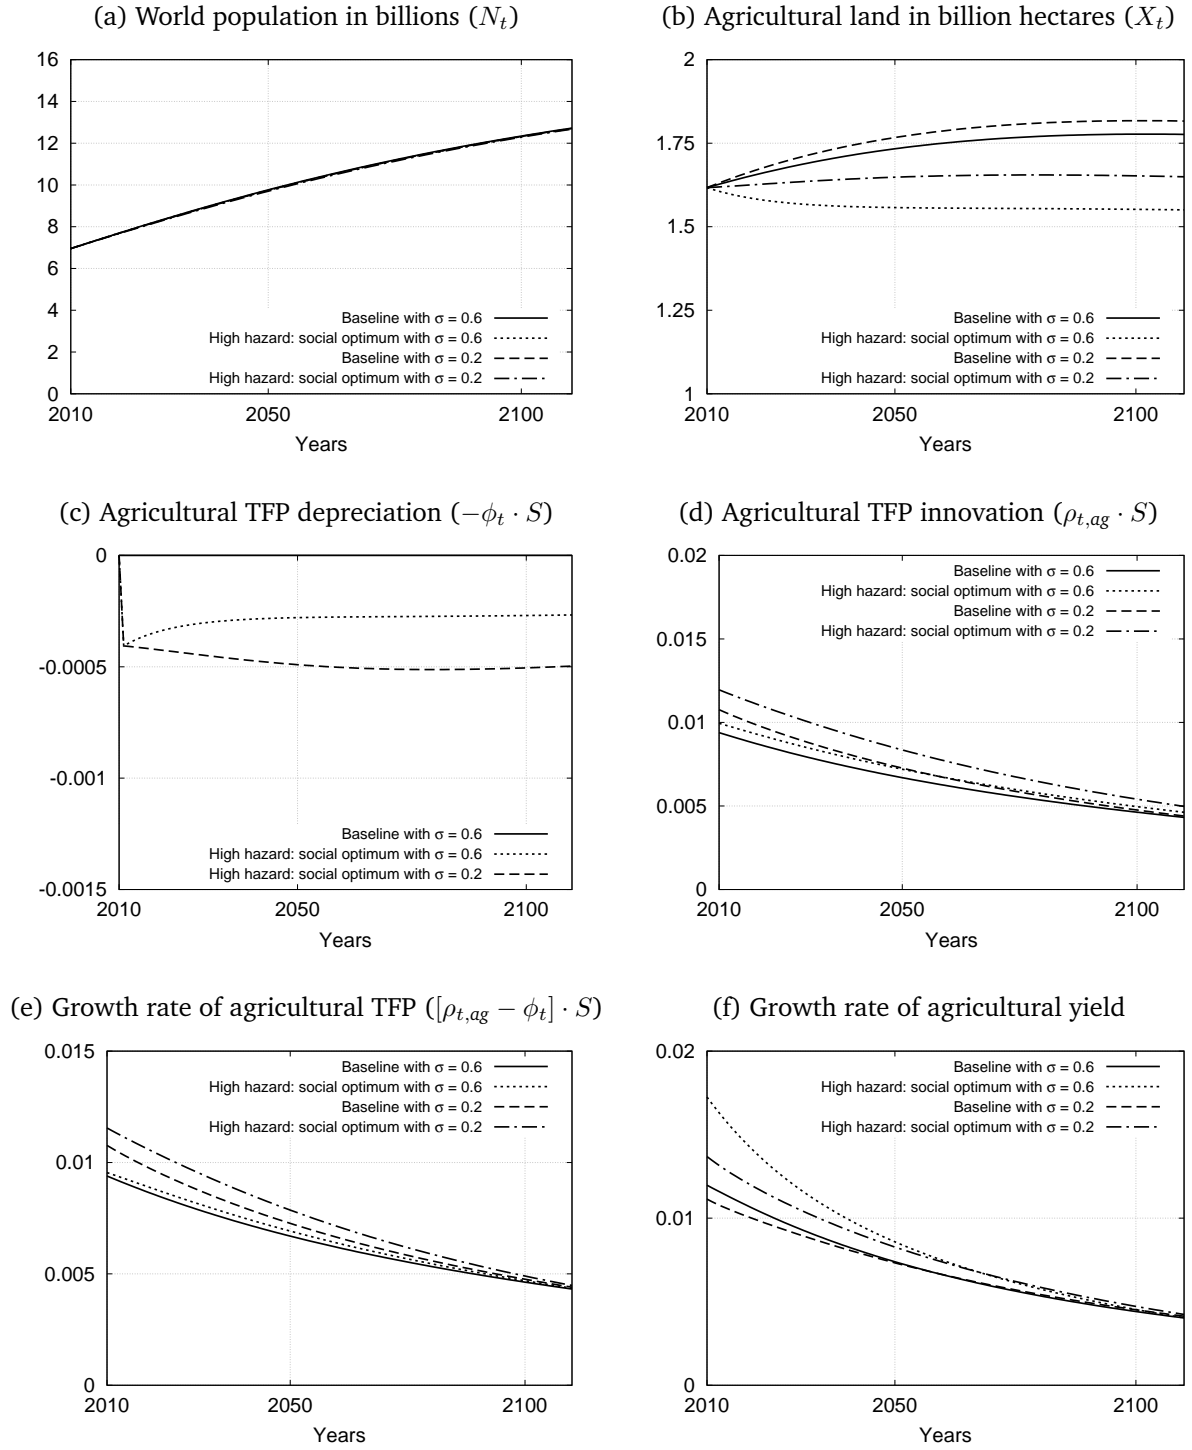 (a) World population in billions (N_t)
16
14
12
10
8
6
4
2
0
Baseline with σ = 0.6
High hazard: social optimum with σ = 0.6
Baseline with σ = 0.2
High hazard: social optimum with σ = 0.2
2010 2050 2100
Years
(b) Agricultural land in billion hectares (X_t)
2
1.75
1.5
1.25
1
Baseline with σ = 0.6
High hazard: social optimum with σ = 0.6
Baseline with σ = 0.2
High hazard: social optimum with σ = 0.2
2010 2050 2100
Years
(c) Agricultural TFP depreciation (−ϕ_t · S)
0
-0.0005
-0.001
-0.0015
Baseline with σ = 0.6
High hazard: social optimum with σ = 0.6
High hazard: social optimum with σ = 0.2
2010 2050 2100
Years
(d) Agricultural TFP innovation (ρ_{t,ag} · S)
0.02
0.015
0.01
0.005
0
Baseline with σ = 0.6
High hazard: social optimum with σ = 0.6
Baseline with σ = 0.2
High hazard: social optimum with σ = 0.2
2010 2050 2100
Years
(e) Growth rate of agricultural TFP ([ρ_{t,ag} − ϕ_t] · S)
0.015
0.01
0.005
0
Baseline with σ = 0.6
High hazard: social optimum with σ = 0.6
Baseline with σ = 0.2
High hazard: social optimum with σ = 0.2
2010 2050 2100
Years
(f) Growth rate of agricultural yield
0.02
0.01
0
Baseline with σ = 0.6
High hazard: social optimum with σ = 0.6
Baseline with σ = 0.2
High hazard: social optimum with σ = 0.2
2010 2050 2100
Years